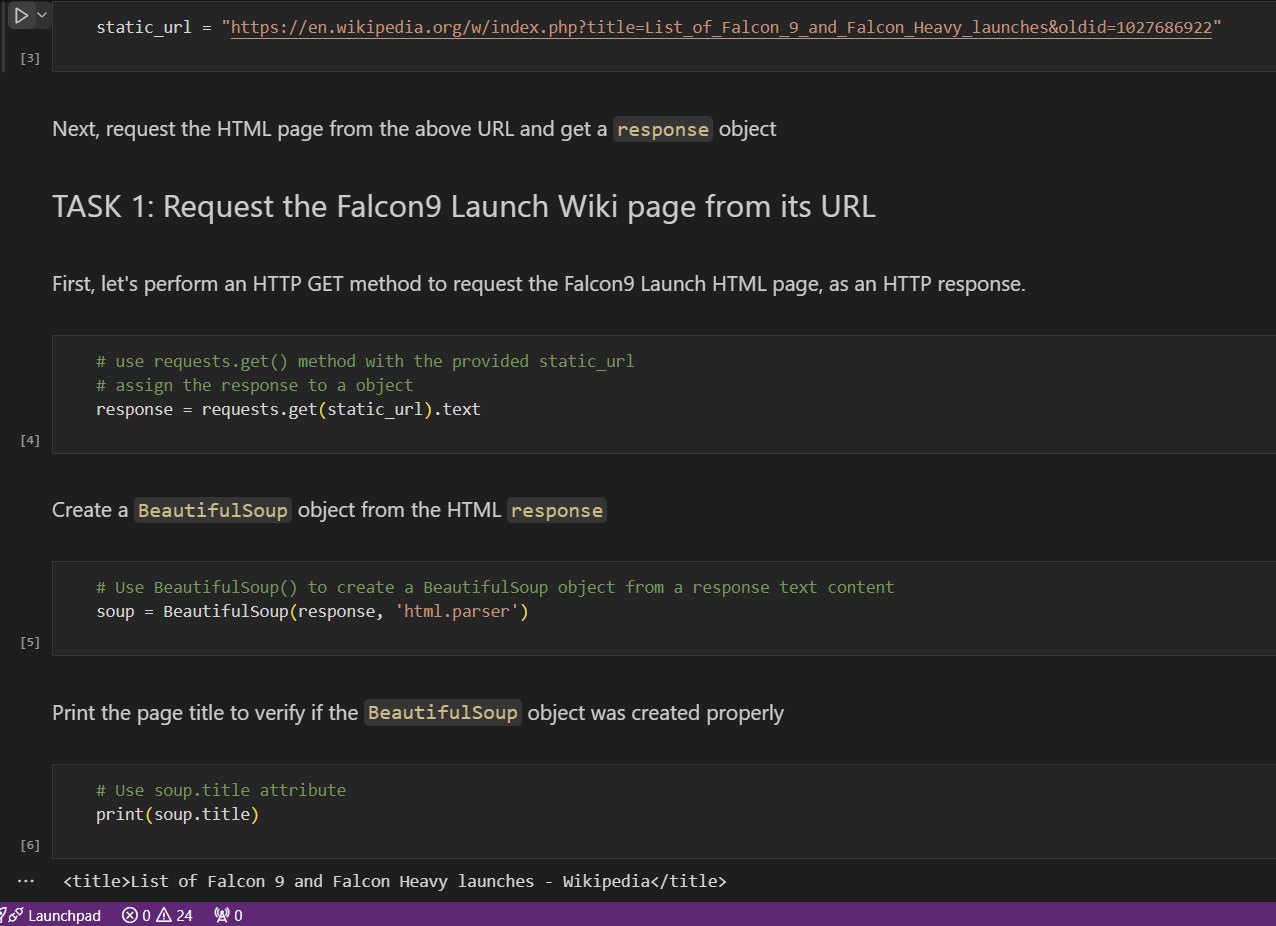 static_url = "https://en.wikipedia.org/w/index.php?title=List_of_Falcon_9_and_Falcon_Heavy_launches&oldid=1027686922"
[3]
Next, request the HTML page from the above URL and get a response object
TASK 1: Request the Falcon9 Launch Wiki page from its URL
First, let's perform an HTTP GET method to request the Falcon9 Launch HTML page, as an HTTP response.
# use requests.get() method with the provided static_url
# assign the response to a object
response = requests.get(static_url).text
[4]
Create a BeautifulSoup object from the HTML response
# Use BeautifulSoup() to create a BeautifulSoup object from a response text content
soup = BeautifulSoup(response, 'html.parser')
[5]
Print the page title to verify if the BeautifulSoup object was created properly
# Use soup.title attribute
print(soup.title)
[6]
... <title>List of Falcon 9 and Falcon Heavy launches - Wikipedia</title>
Launchpad 0 24 0